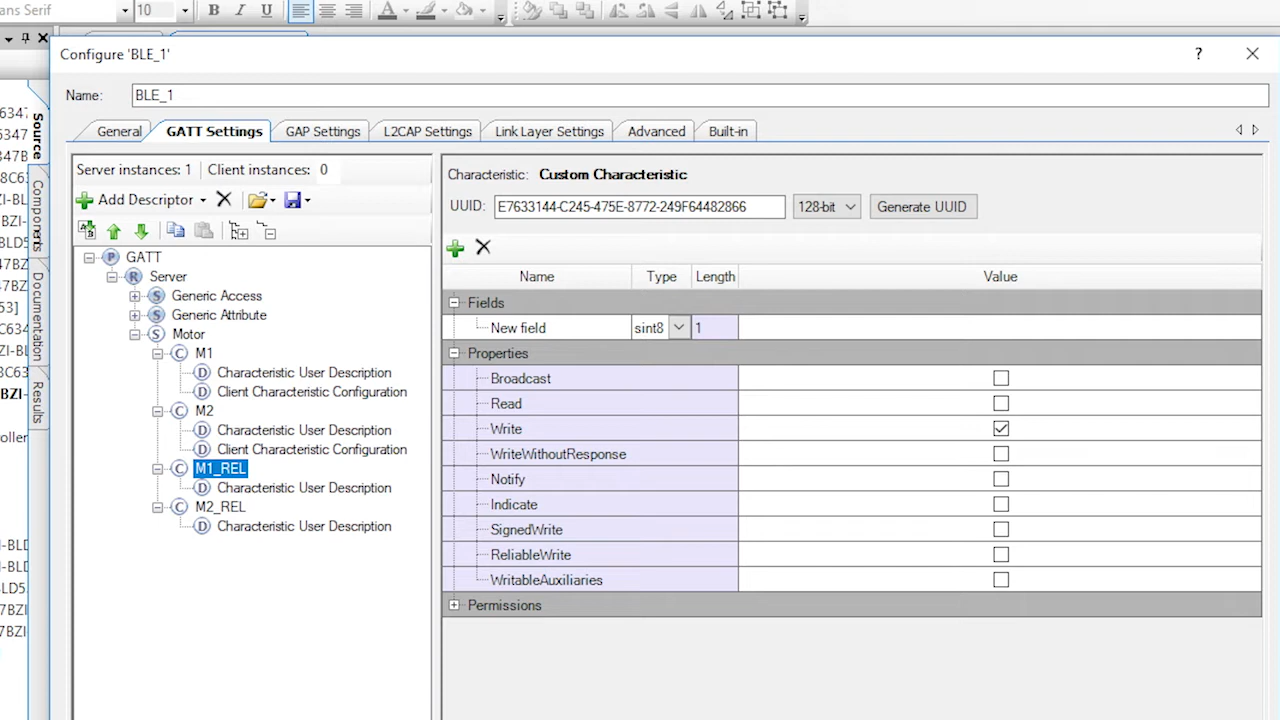 ans Serif 10 B I U A
Configure 'BLE_1' ?
Name: BLE_1
General GATT Settings GAP Settings L2CAP Settings Link Layer Settings Advanced Built-in
Source
Components
Documentation
Results
Server instances: 1 Client instances: 0
Add Descriptor
GATT
Server
Generic Access
Generic Attribute
Motor
M1
Characteristic User Description
Client Characteristic Configuration
M2
Characteristic User Description
Client Characteristic Configuration
M1_REL
Characteristic User Description
M2_REL
Characteristic User Description
Characteristic: Custom Characteristic
UUID: E7633144-C245-475E-8772-249F64482866 128-bit Generate UUID
Name Type Length Value
Fields
New field sint8 1
Properties
Broadcast
Read
Write
WriteWithoutResponse
Notify
Indicate
SignedWrite
ReliableWrite
WritableAuxiliaries
Permissions